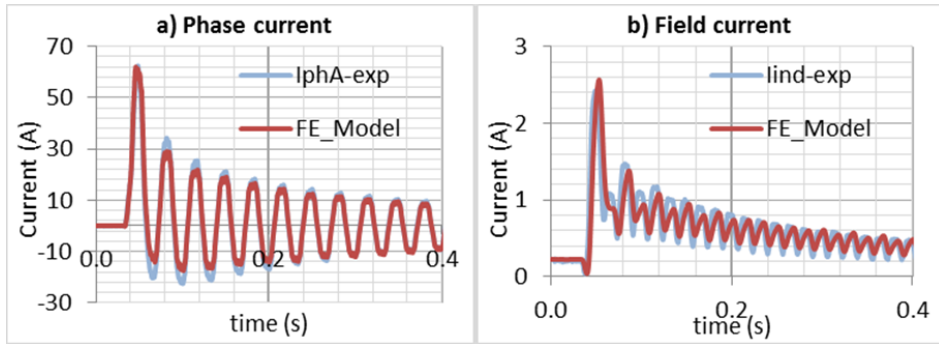 a) Phase current
70
50
30
10
-10
-30
0.0
0.2
0.4
Current (A)
time (s)
IphA-exp
FE_Model
b) Field current
3
2
1
0
0.0
0.2
0.4
Current (A)
time (s)
Iind-exp
FE_Model